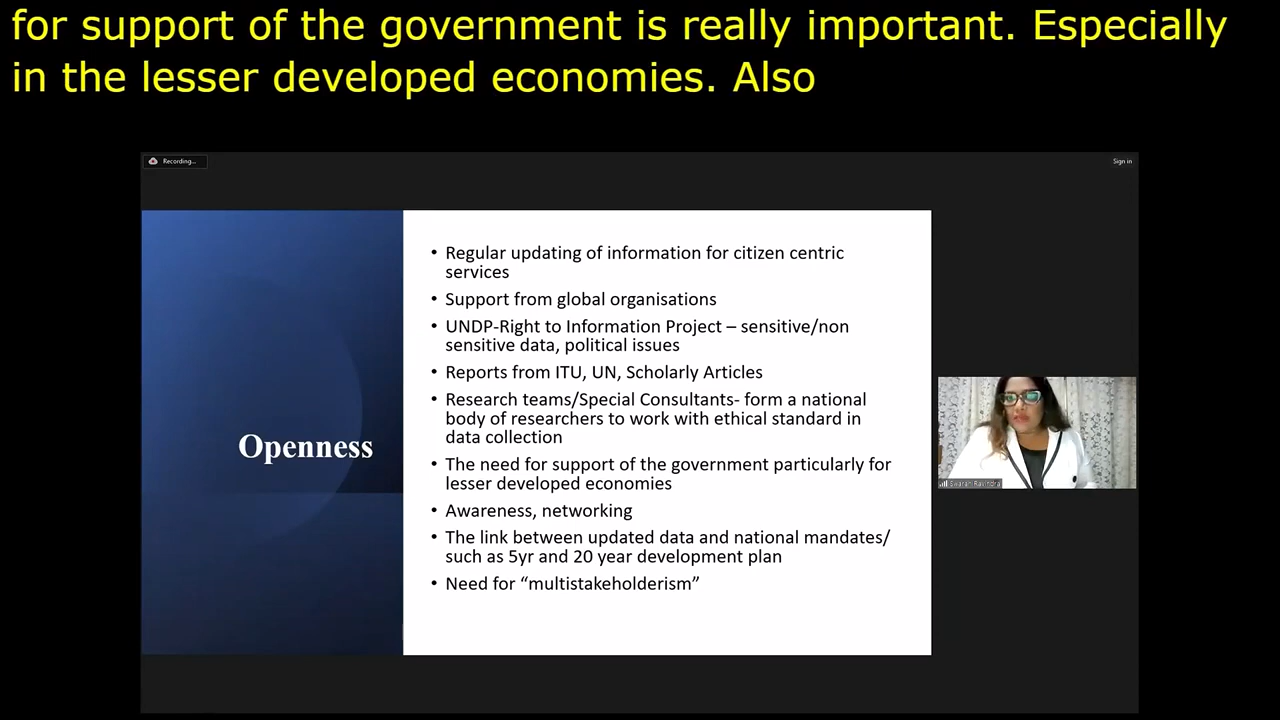 for support of the government is really important. Especially
in the lesser developed economies. Also
Recording...
Sign in
Openness
• Regular updating of information for citizen centric
services
• Support from global organisations
• UNDP-Right to Information Project – sensitive/non
sensitive data, political issues
• Reports from ITU, UN, Scholarly Articles
• Research teams/Special Consultants- form a national
body of researchers to work with ethical standard in
data collection
• The need for support of the government particularly for
lesser developed economies
• Awareness, networking
• The link between updated data and national mandates/
such as 5yr and 20 year development plan
• Need for “multistakeholderism”
Swaran Ravindra